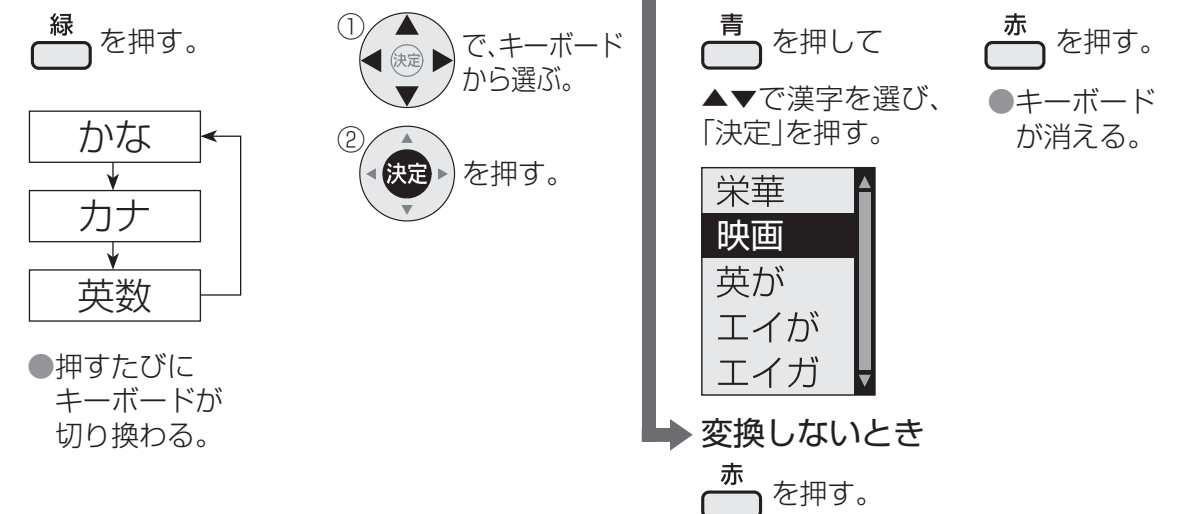 緑
を押す。
かな
カナ
英数
●押すたびに
キーボードが
切り換わる。
①
決定
で、キーボード
から選ぶ。
②
決定
を押す。
青
を押して
▲▼で漢字を選び、
「決定」を押す。
栄華
映画
英が
エイが
エイガ
変換しないとき
赤
を押す。
赤
を押す。
●キーボード
が消える。